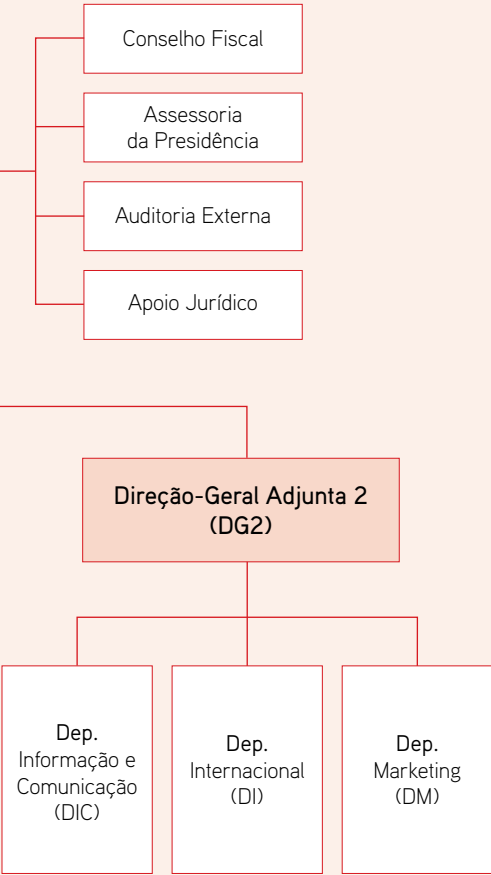 Conselho Fiscal
Assessoria
da Presidência
Auditoria Externa
Apoio Jurídico
Direção-Geral Adjunta 2
(DG2)
Dep.
Informação e
Comunicação
(DIC)
Dep.
Internacional
(DI)
Dep.
Marketing
(DM)